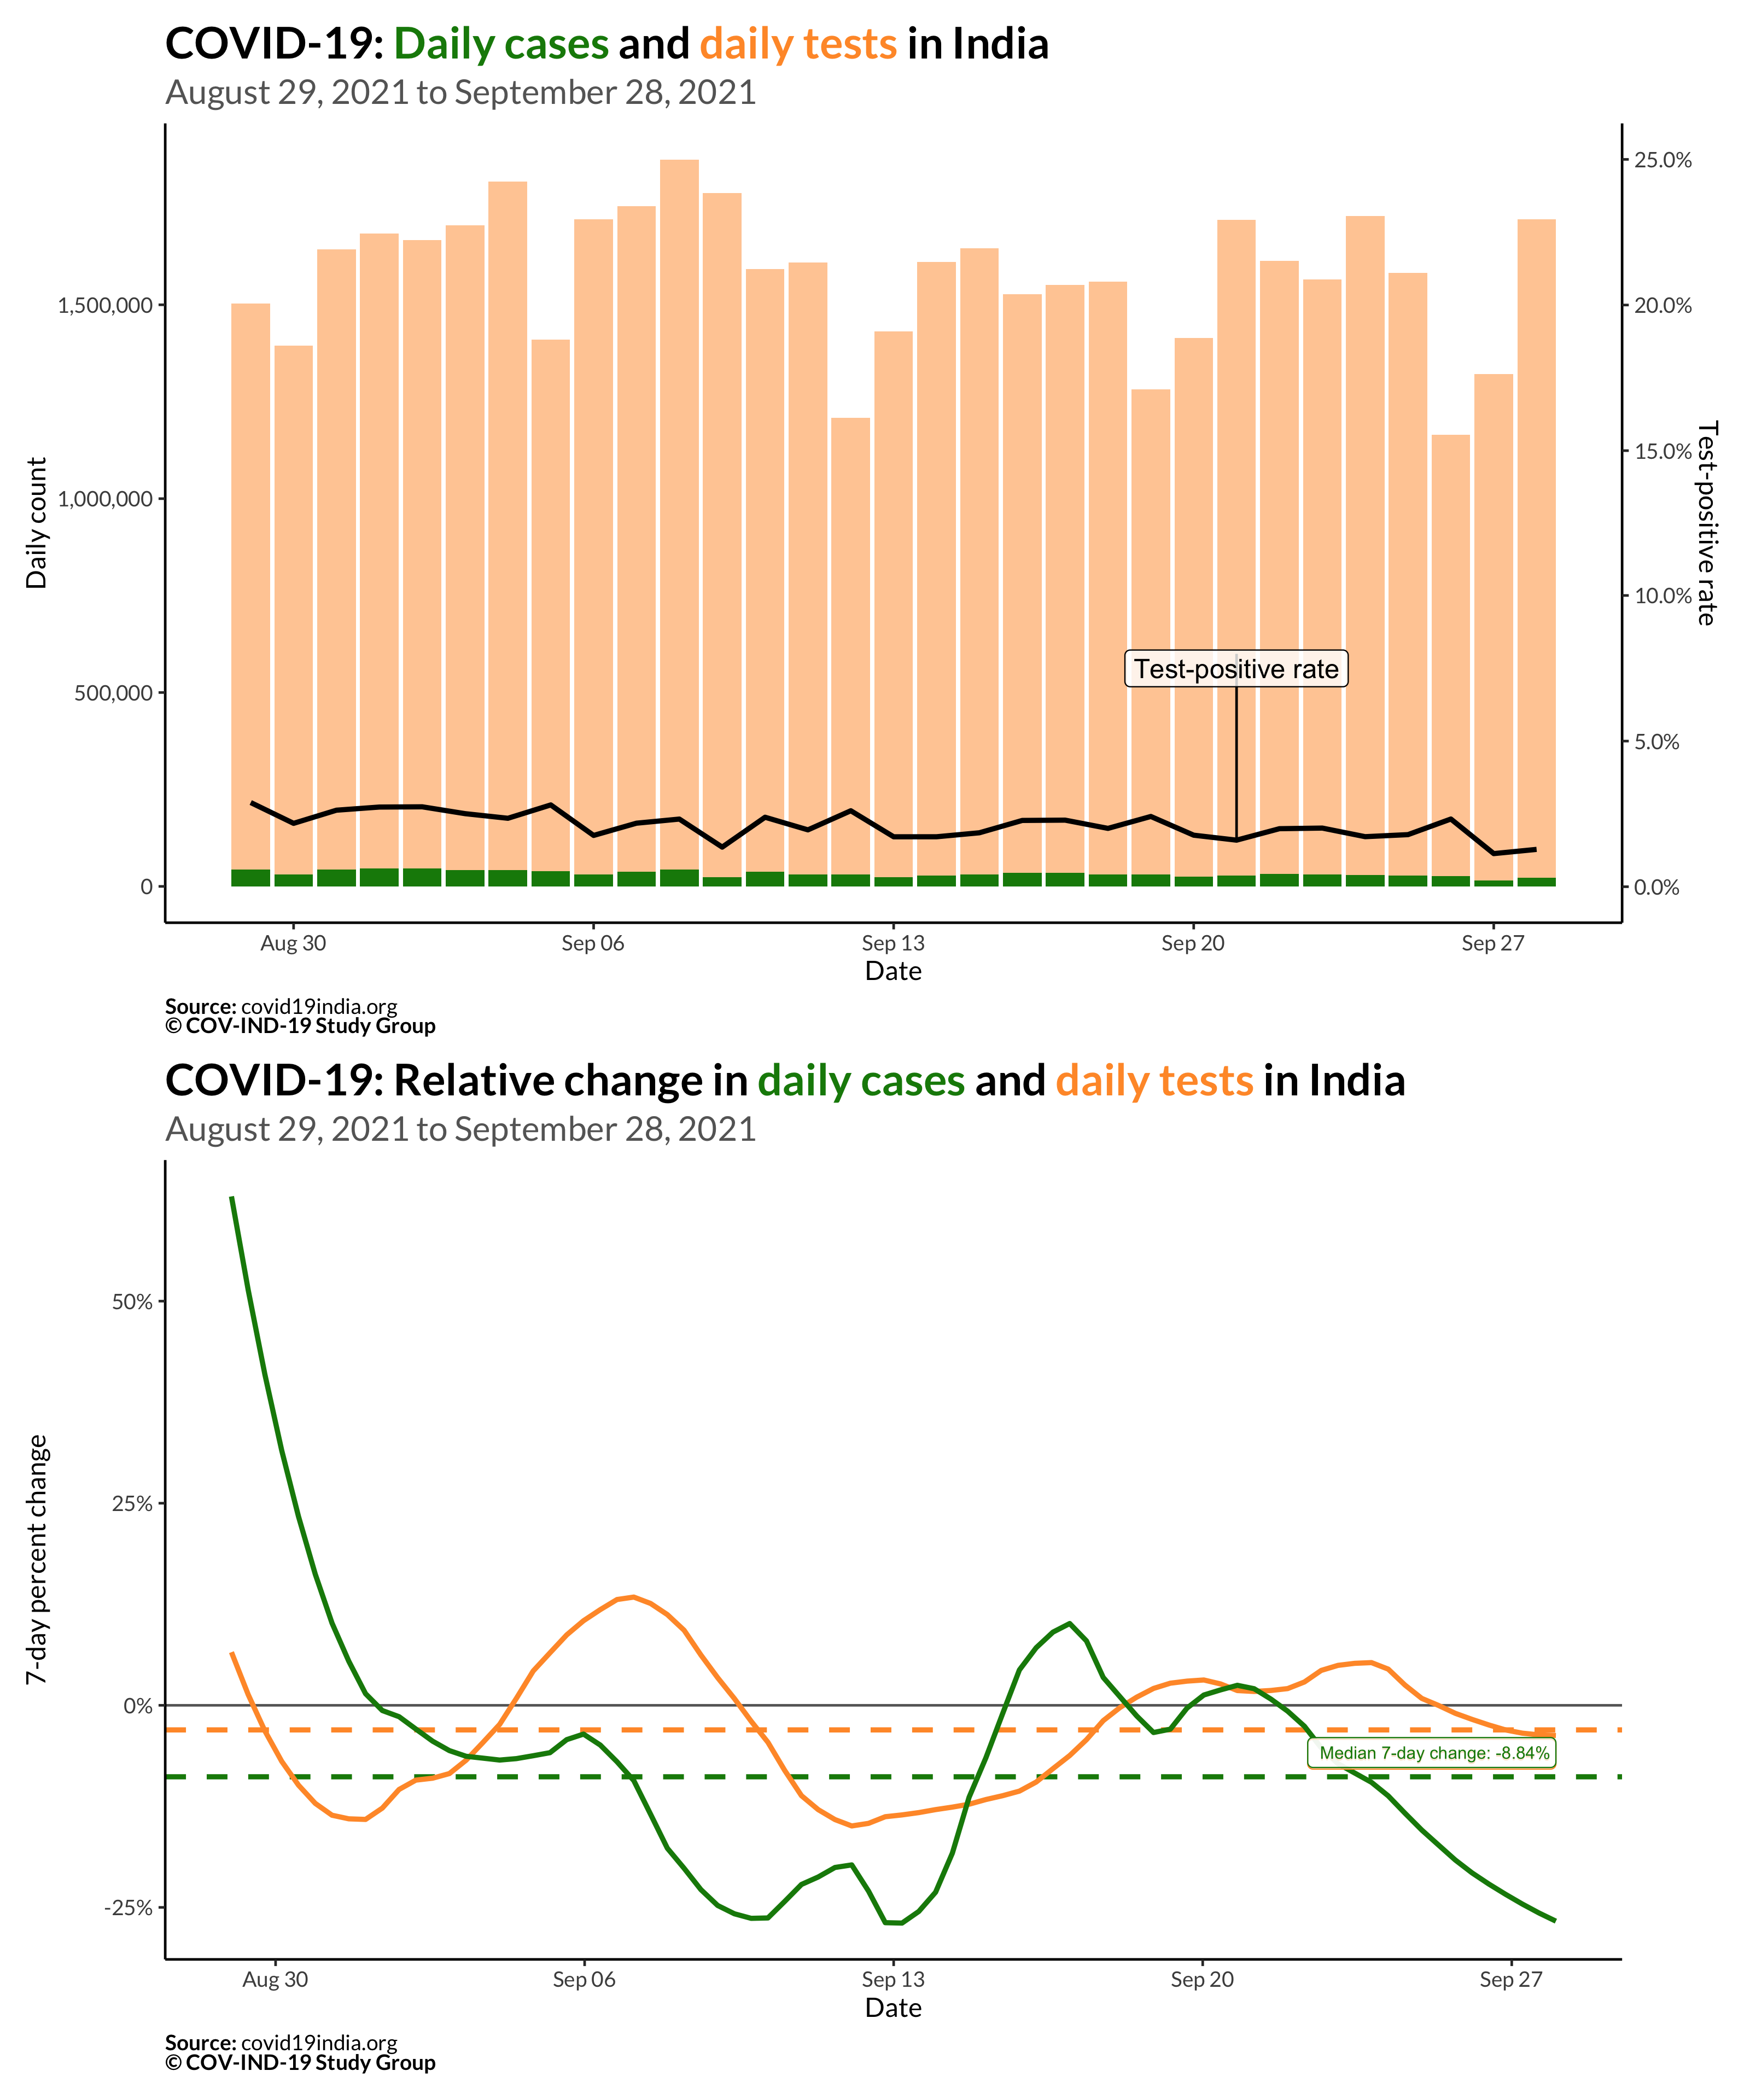 COVID-19: Daily cases and daily tests in India
August 29, 2021 to September 28, 2021
Daily count
1,500,000
1,000,000
500,000
0
25.0%
20.0%
15.0%
10.0%
5.0%
0.0%
Test-positive rate
Test-positive rate
Aug 30
Sep 06
Sep 13
Sep 20
Sep 27
Date
Source: covid19india.org
© COV-IND-19 Study Group
COVID-19: Relative change in daily cases and daily tests in India
August 29, 2021 to September 28, 2021
7-day percent change
50%
25%
0%
-25%
Median 7-day change: -8.84%
Aug 30
Sep 06
Sep 13
Sep 20
Sep 27
Date
Source: covid19india.org
© COV-IND-19 Study Group